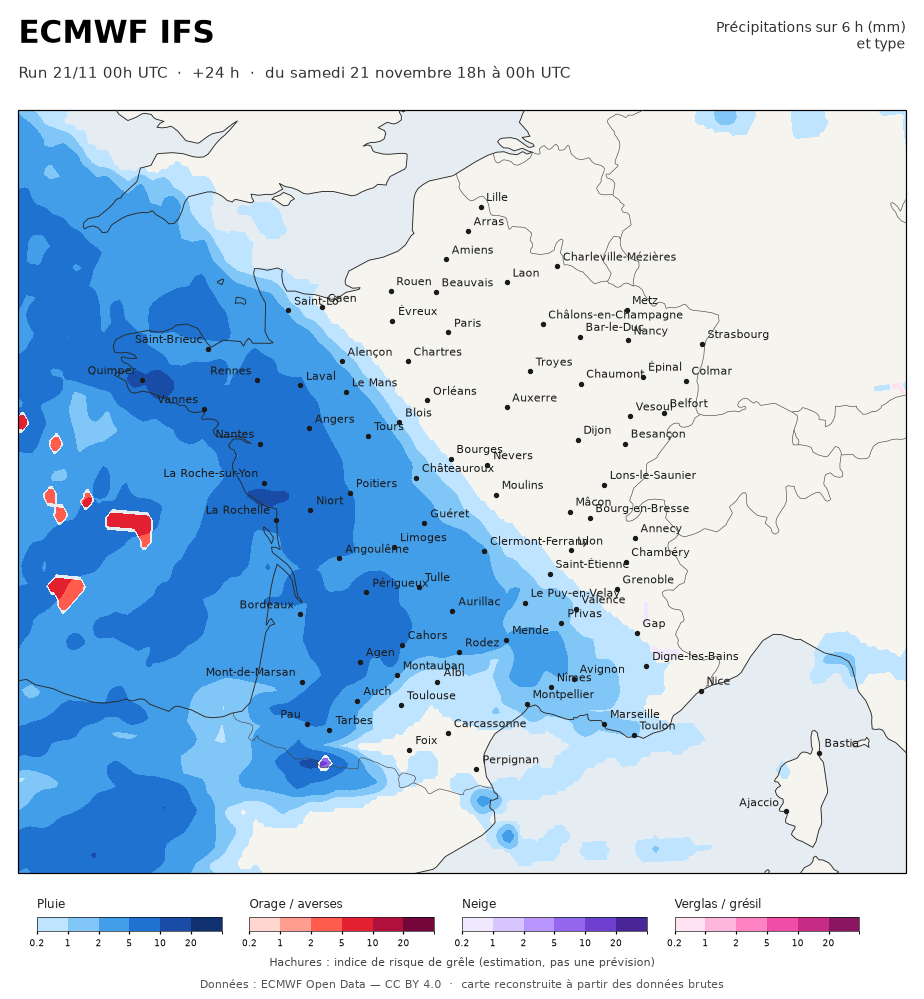 ECMWF IFS
Précipitations sur 6 h (mm)
et type
Run 21/11 00h UTC · +24 h · du samedi 21 novembre 18h à 00h UTC
Lille
Arras
Amiens
Charleville-Mézières
Laon
Rouen
Beauvais
Saint-Lô
Caen
Metz
Évreux
Châlons-en-Champagne
Paris
Bar-le-Duc
Nancy
Strasbourg
Saint-Brieuc
Alençon
Chartres
Troyes
Épinal
Quimper
Rennes
Laval
Le Mans
Chaumont
Colmar
Vannes
Orléans
Auxerre
Vesoul
Belfort
Blois
Nantes
Angers
Tours
Dijon
Besançon
Bourges
Nevers
La Roche-sur-Yon
Châteauroux
Lons-le-Saunier
Niort
Poitiers
Moulins
La Rochelle
Guéret
Mâcon
Bourg-en-Bresse
Angoulême
Limoges
Clermont-Ferrand
Lyon
Annecy
Chambéry
Saint-Étienne
Périgueux
Tulle
Grenoble
Bordeaux
Aurillac
Le Puy-en-Velay
Valence
Privas
Gap
Cahors
Rodez
Mende
Agen
Montauban
Digne-les-Bains
Mont-de-Marsan
Albi
Nîmes
Avignon
Nice
Auch
Toulouse
Montpellier
Pau
Tarbes
Carcassonne
Marseille
Toulon
Foix
Perpignan
Bastia
Ajaccio
Pluie
Orage / averses
Neige
Verglas / grésil
0.2 1 2 5 10 20
0.2 1 2 5 10 20
0.2 1 2 5 10 20
0.2 1 2 5 10 20
Hachures : indice de risque de grêle (estimation, pas une prévision)
Données : ECMWF Open Data — CC BY 4.0 · carte reconstruite à partir des données brutes